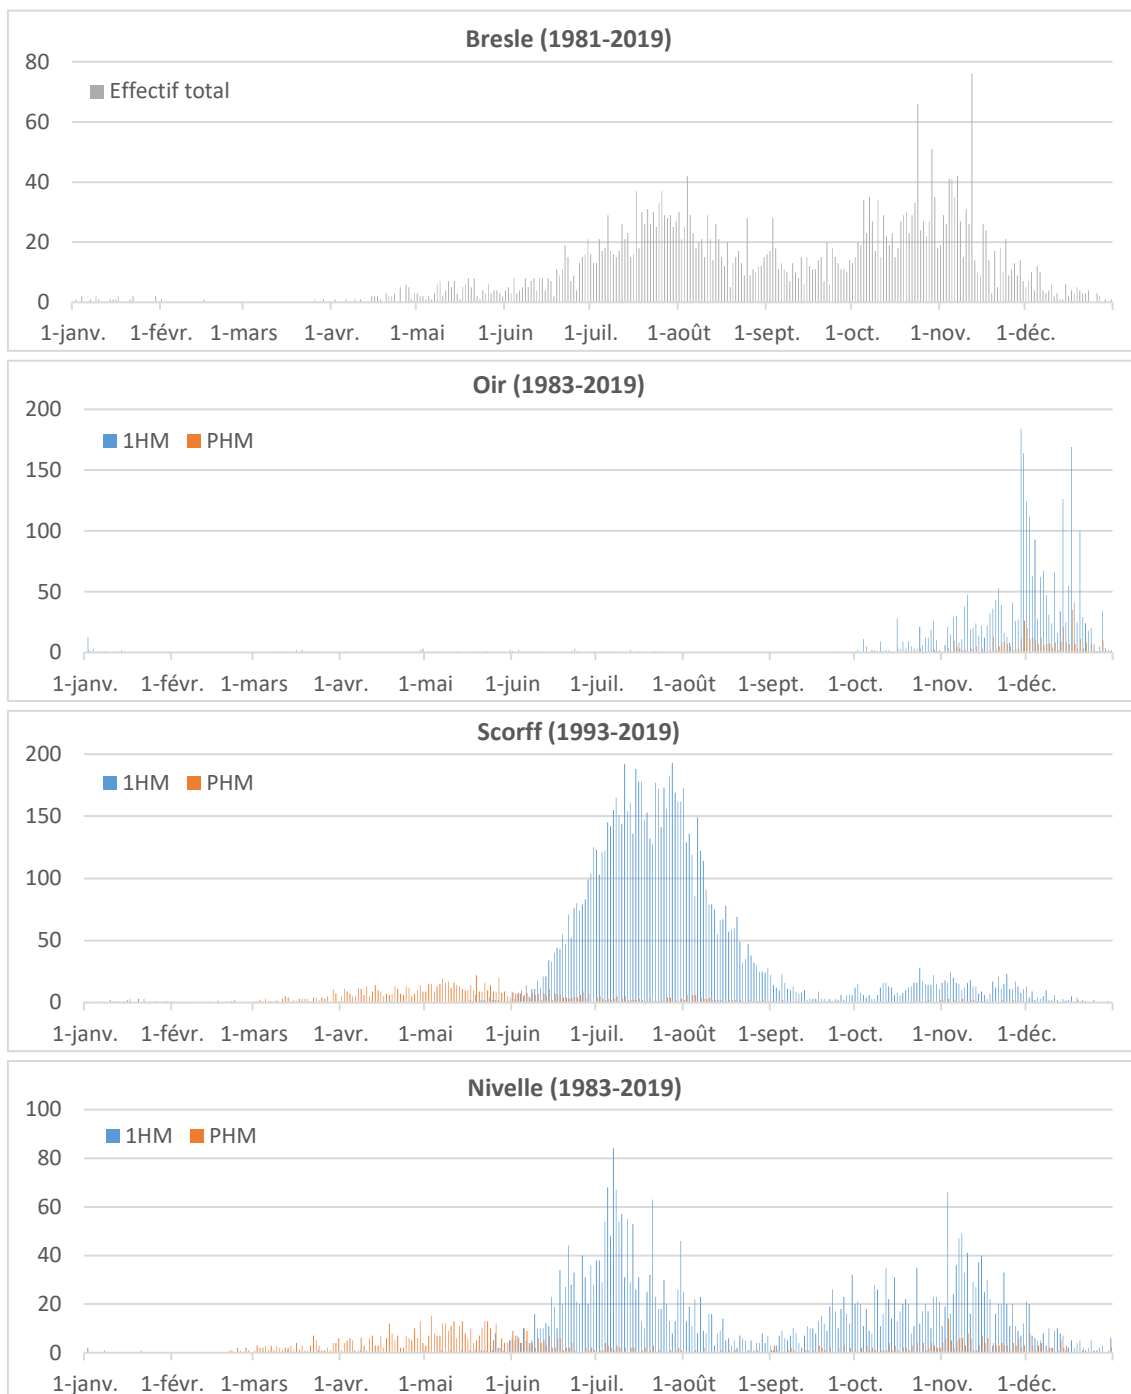 Bresle (1981-2019)
80
Effectif total
60
40
20
0
1-janv. 1-févr. 1-mars 1-avr. 1-mai 1-juin 1-juil. 1-août 1-sept. 1-oct. 1-nov. 1-déc.
Oir (1983-2019)
200
1HM PHM
150
100
50
0
1-janv. 1-févr. 1-mars 1-avr. 1-mai 1-juin 1-juil. 1-août 1-sept. 1-oct. 1-nov. 1-déc.
Scorff (1993-2019)
200
1HM PHM
150
100
50
0
1-janv. 1-févr. 1-mars 1-avr. 1-mai 1-juin 1-juil. 1-août 1-sept. 1-oct. 1-nov. 1-déc.
Nivelle (1983-2019)
100
1HM PHM
80
60
40
20
0
1-janv. 1-févr. 1-mars 1-avr. 1-mai 1-juin 1-juil. 1-août 1-sept. 1-oct. 1-nov. 1-déc.